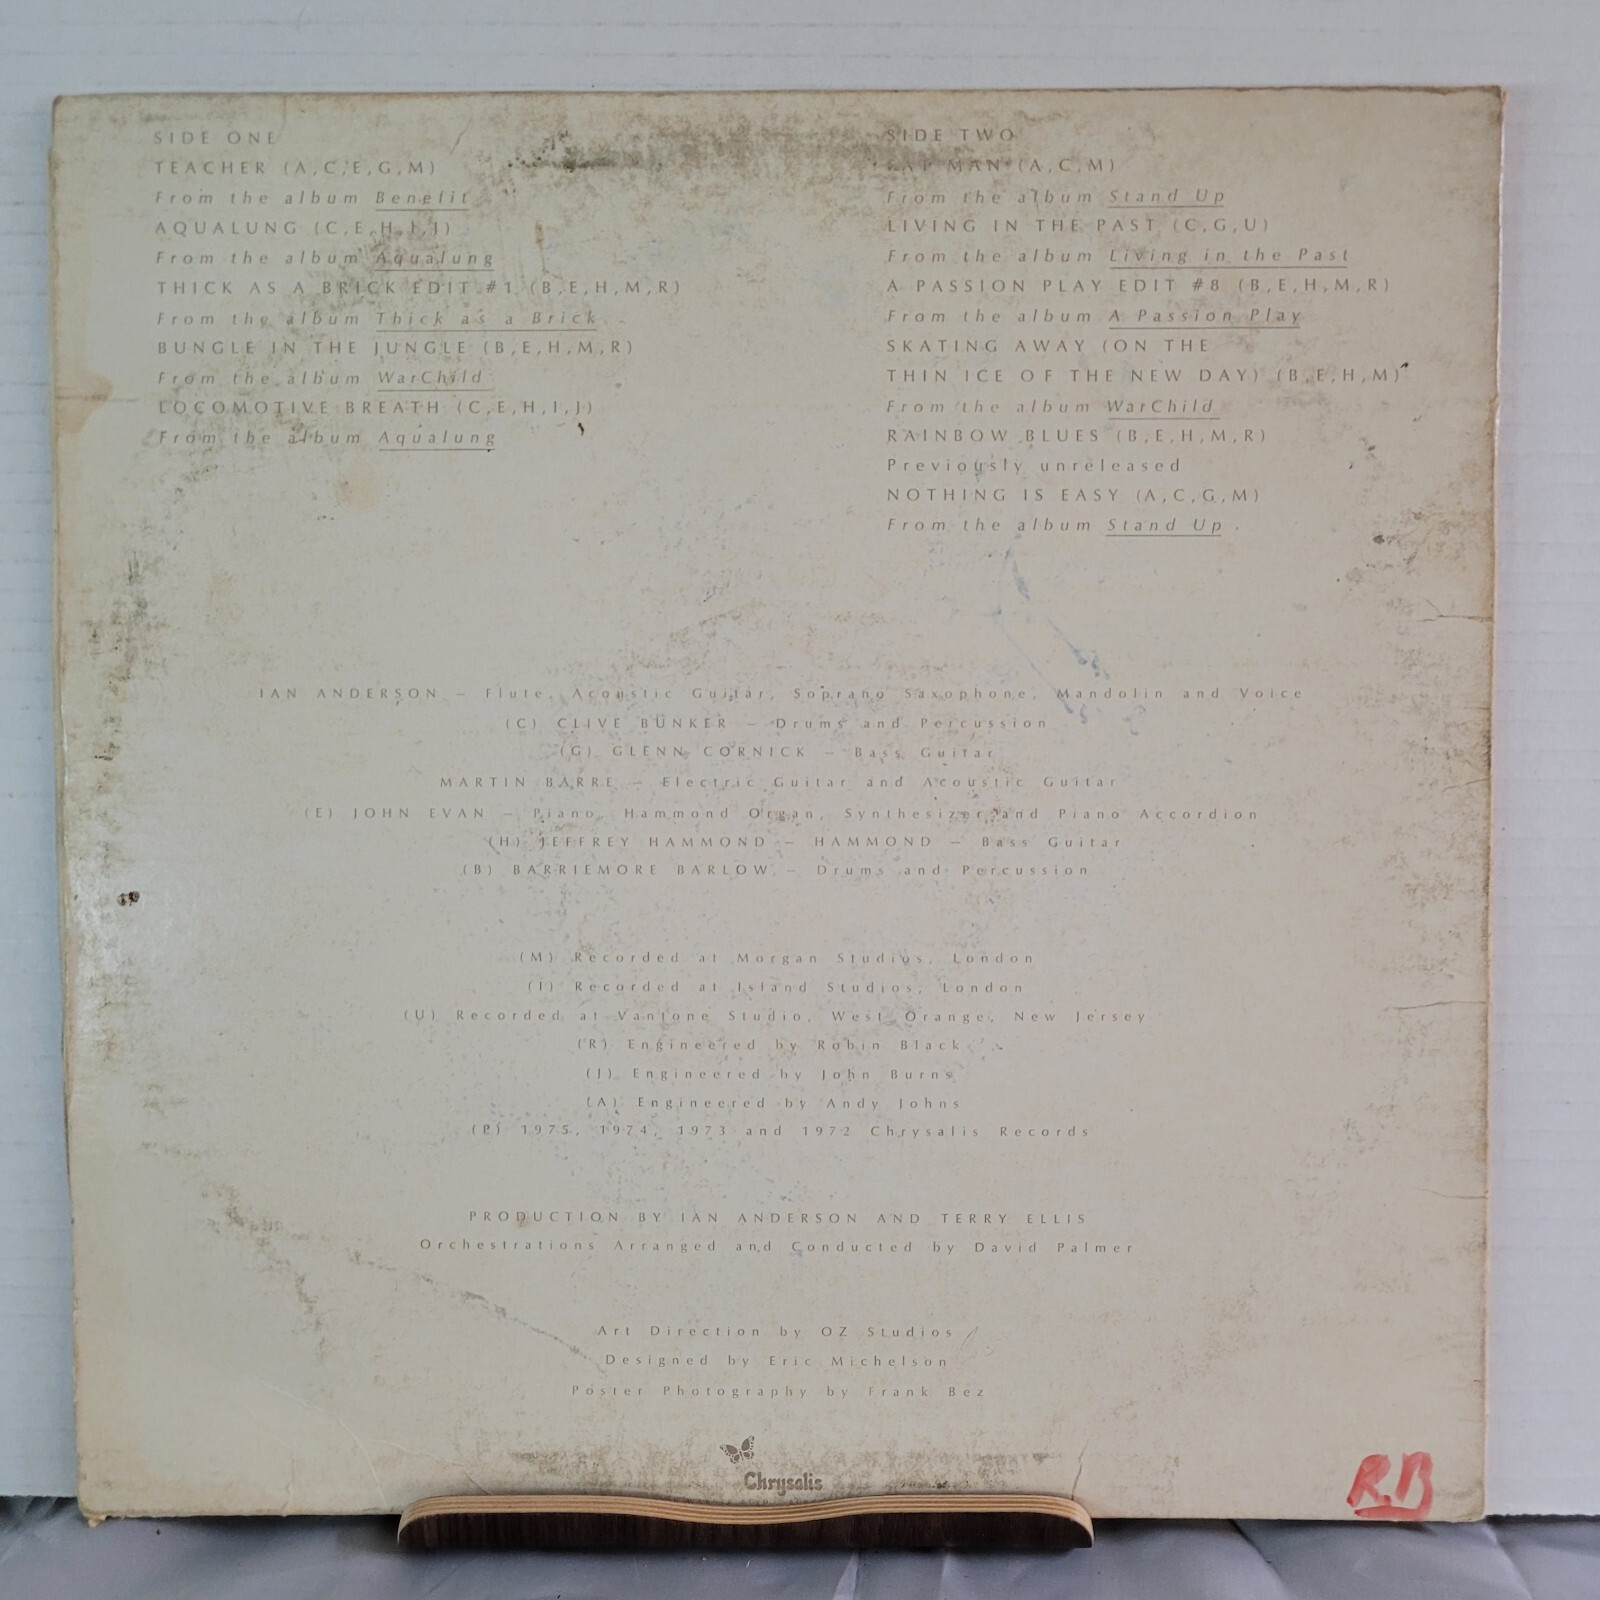 SIDE ONE
TEACHER (A,C,E,G,M)
From the album Benefit
AQUALUNG (C,E,H,I,J)
From the album Aqualung
THICK AS A BRICK EDIT #1 (B,E,H,M,R)
From the album Thick as a Brick
BUNGLE IN THE JUNGLE (B,E,H,M,R)
From the album WarChild
LOCOMOTIVE BREATH (C,E,H,I,J)
From the album Aqualung
SIDE TWO
MAN (A,C,M)
From the album Stand Up
LIVING IN THE PAST (C,G,U)
From the album Living in the Past
A PASSION PLAY EDIT #8 (B,E,H,M,R)
From the album A Passion Play
SKATING AWAY (ON THE
THIN ICE OF THE NEW DAY) (B,E,H,M)
From the album WarChild
RAINBOW BLUES (B,E,H,M,R)
Previously unreleased
NOTHING IS EASY (A,C,G,M)
From the album Stand Up
IAN ANDERSON – Flute, Acoustic Guitar, Soprano Saxophone, Mandolin and Voice
(C) CLIVE BUNKER – Drums and Percussion
(G) GLENN CORNICK – Bass Guitar
MARTIN BARRE – Electric Guitar and Acoustic Guitar
(E) JOHN EVAN – Piano, Hammond Organ, Synthesizer and Piano Accordion
(H) JEFFREY HAMMOND – HAMMOND – Bass Guitar
(B) BARRIEMORE BARLOW – Drums and Percussion
(M) Recorded at Morgan Studios, London
(I) Recorded at Island Studios, London
(U) Recorded at Vantone Studio, West Orange, New Jersey
(R) Engineered by Robin Black
(J) Engineered by John Burns
(A) Engineered by Andy Johns
(P) 1975, 1974, 1973 and 1972 Chrysalis Records
PRODUCTION BY IAN ANDERSON AND TERRY ELLIS
Orchestrations Arranged and Conducted by David Palmer
Art Direction by OZ Studios
Designed by Eric Michelson
Poster Photography by Frank Bez
Chrysalis
R.B